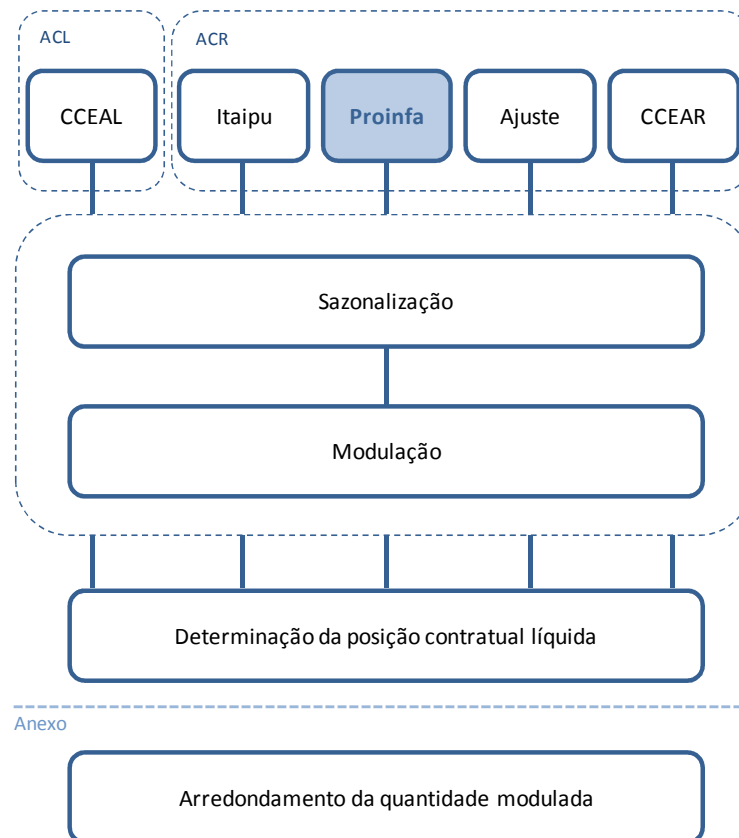 ACL
ACR
CCEAL
Itaipu
Proinfa
Ajuste
CCEAR
Sazonalização
Modulação
Determinação da posição contratual líquida
Anexo
Arredondamento da quantidade modulada